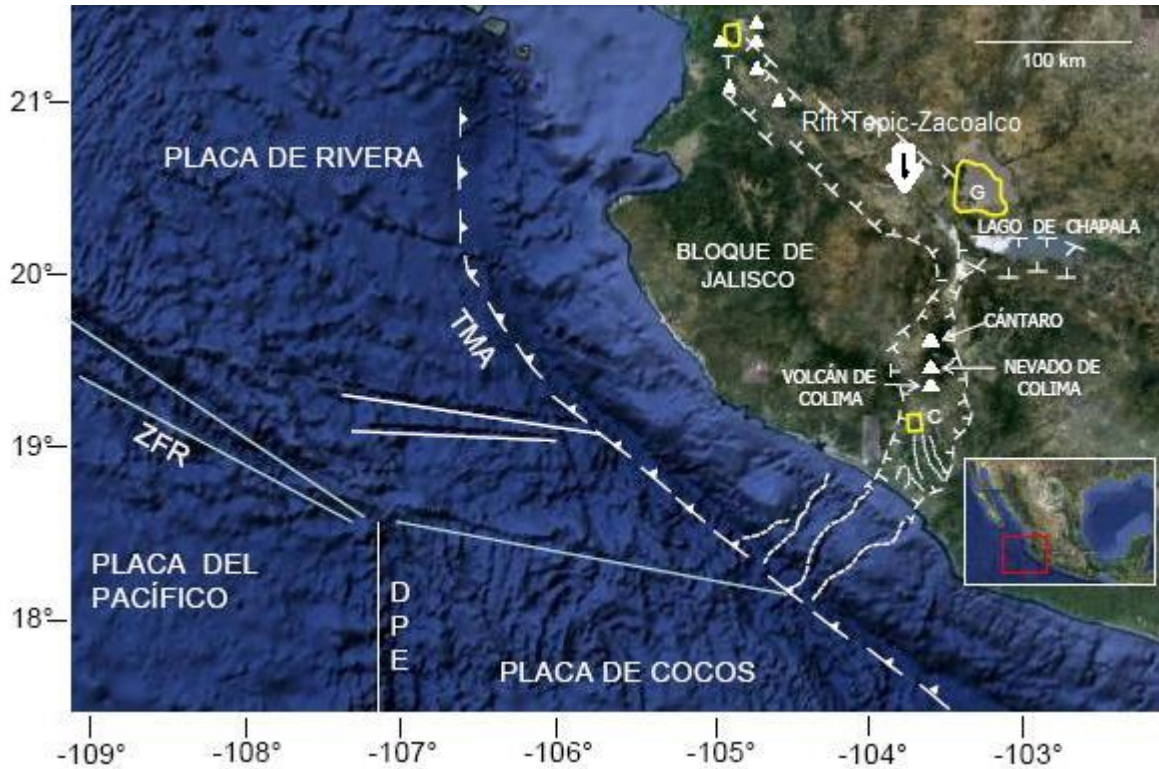 100 km
21°
Rift Tepic-Zacoalco
PLACA DE RIVERA
G
LAGO DE CHAPALA
BLOQUE DE
JALISCO
20°
TMA
CÁNTARO
VOLCÁN DE
COLIMA
NEVADO DE
COLIMA
C
19°
ZFR
PLACA DEL
PACÍFICO
D
P
E
18°
PLACA DE COCOS
-109°
-108°
-107°
-106°
-105°
-104°
-103°